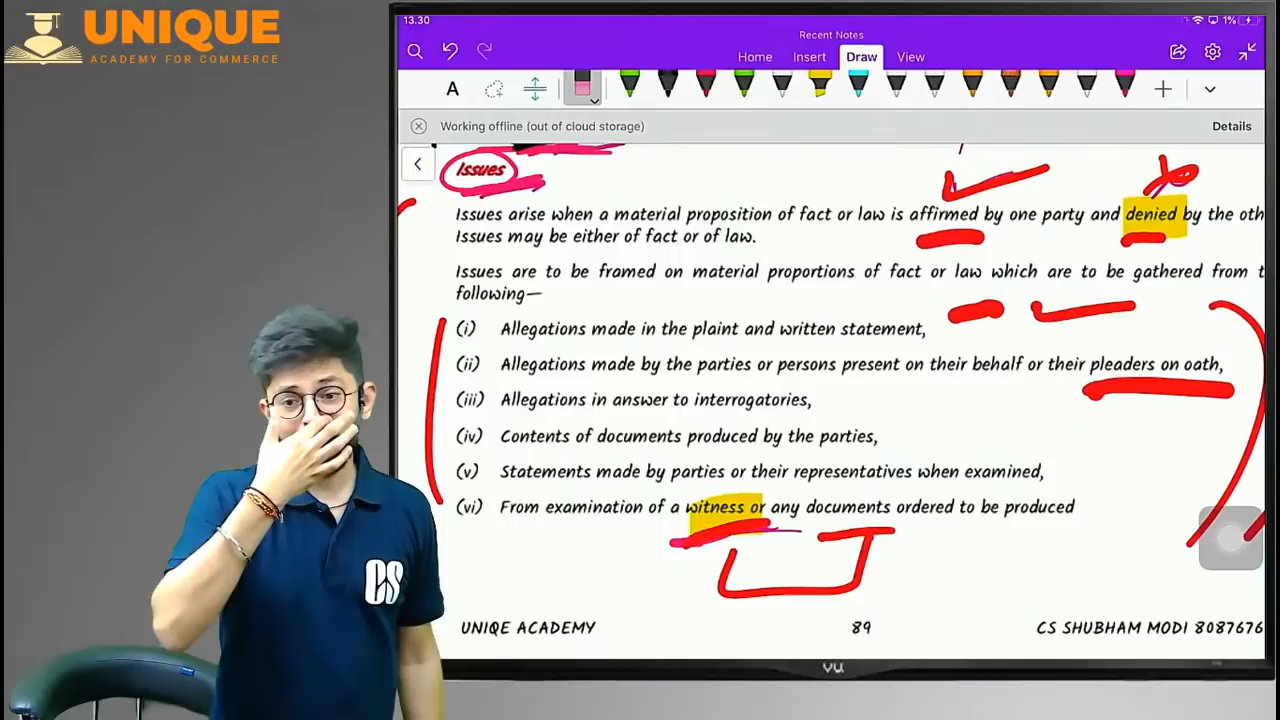 UNIQUE
ACADEMY FOR COMMERCE
13.30
1%
Recent Notes
Home Insert Draw View
A
Working offline (out of cloud storage) Details
Issues
Issues arise when a material proposition of fact or law is affirmed by one party and denied by the oth
Issues may be either of fact or of law.
Issues are to be framed on material proportions of fact or law which are to be gathered from t
following—
(i) Allegations made in the plaint and written statement,
(ii) Allegations made by the parties or persons present on their behalf or their pleaders on oath,
(iii) Allegations in answer to interrogatories,
(iv) Contents of documents produced by the parties,
(v) Statements made by parties or their representatives when examined,
(vi) From examination of a witness or any documents ordered to be produced
UNIQE ACADEMY 89 CS SHUBHAM MODI 8087676
CS
VU